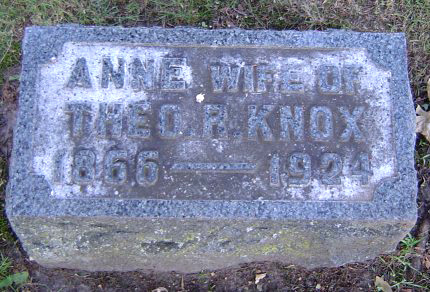 ANNE WIFE OF
THEO. R. KNOX
1866 — 1924